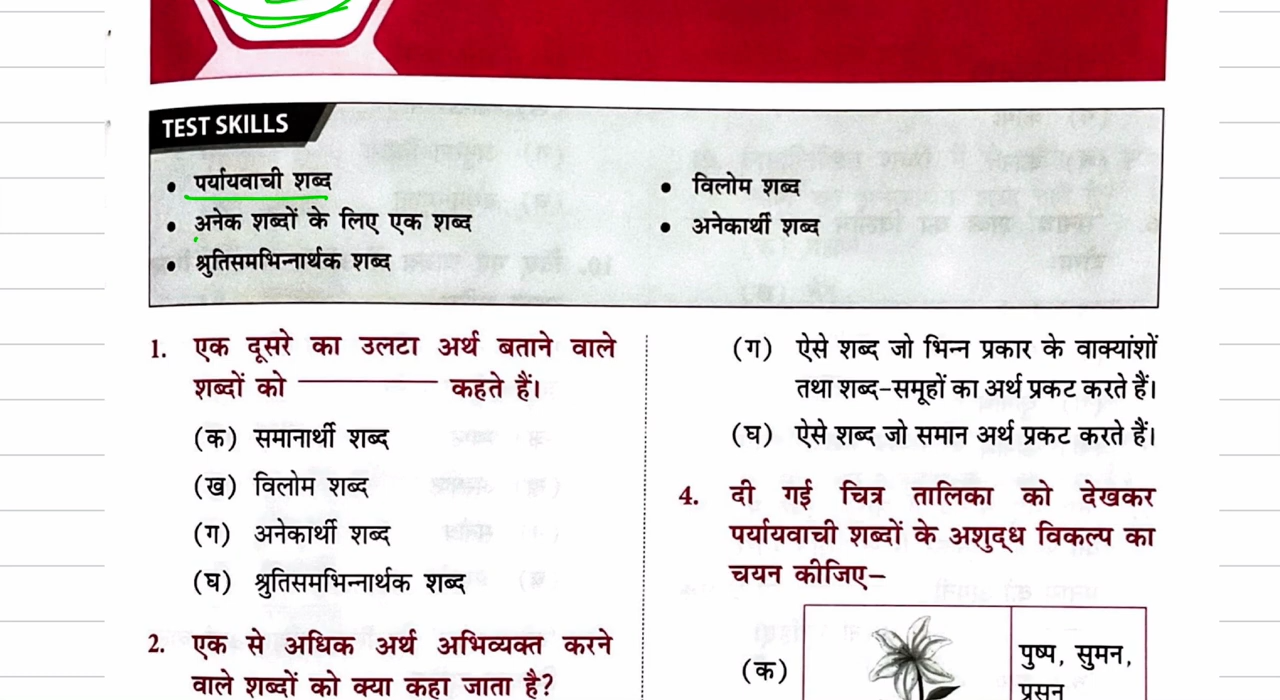 TEST SKILLS
• पर्यायवाची शब्द
• अनेक शब्दों के लिए एक शब्द
• श्रुतिसमभिन्नार्थक शब्द
• विलोम शब्द
• अनेकार्थी शब्द
1. एक दूसरे का उलटा अर्थ बताने वाले
शब्दों को ――――― कहते हैं।
(क) समानार्थी शब्द
(ख) विलोम शब्द
(ग) अनेकार्थी शब्द
(घ) श्रुतिसमभिन्नार्थक शब्द
2. एक से अधिक अर्थ अभिव्यक्त करने
वाले शब्दों को क्या कहा जाता है?
(ग) ऐसे शब्द जो भिन्न प्रकार के वाक्यांशों
तथा शब्द-समूहों का अर्थ प्रकट करते हैं।
(घ) ऐसे शब्द जो समान अर्थ प्रकट करते हैं।
4. दी गई चित्र तालिका को देखकर
पर्यायवाची शब्दों के अशुद्ध विकल्प का
चयन कीजिए–
(क)
पुष्प, सुमन,
प्रसून